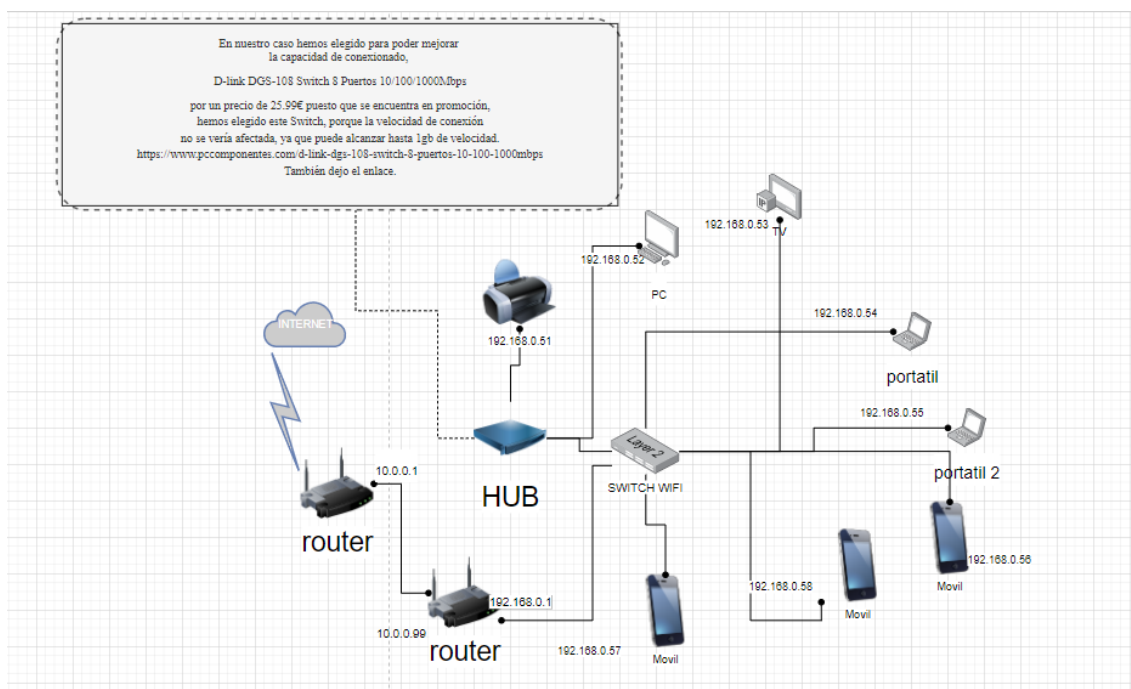 En nuestro caso hemos elegido para poder mejorar
la capacidad de conexionado,
D-link DGS-108 Switch 8 Puertos 10/100/1000Mbps
por un precio de 25.99€ puesto que se encuentra en promoción,
hemos elegido este Switch, porque la velocidad de conexión
no se vería afectada, ya que puede alcanzar hasta 1gb de velocidad.
https://www.pccomponentes.com/d-link-dgs-108-switch-8-puertos-10-100-1000mbps
También dejo el enlace.
IP
192.168.0.53
TV
192.168.0.52
PC
INTERNET
192.168.0.51
192.168.0.54
portatil
192.168.0.55
portatil 2
Layer 2
SWITCH WIFI
HUB
10.0.0.1
router
192.168.0.1
10.0.0.99
router
192.168.0.57
Movil
192.168.0.58
Movil
192.168.0.56
Movil